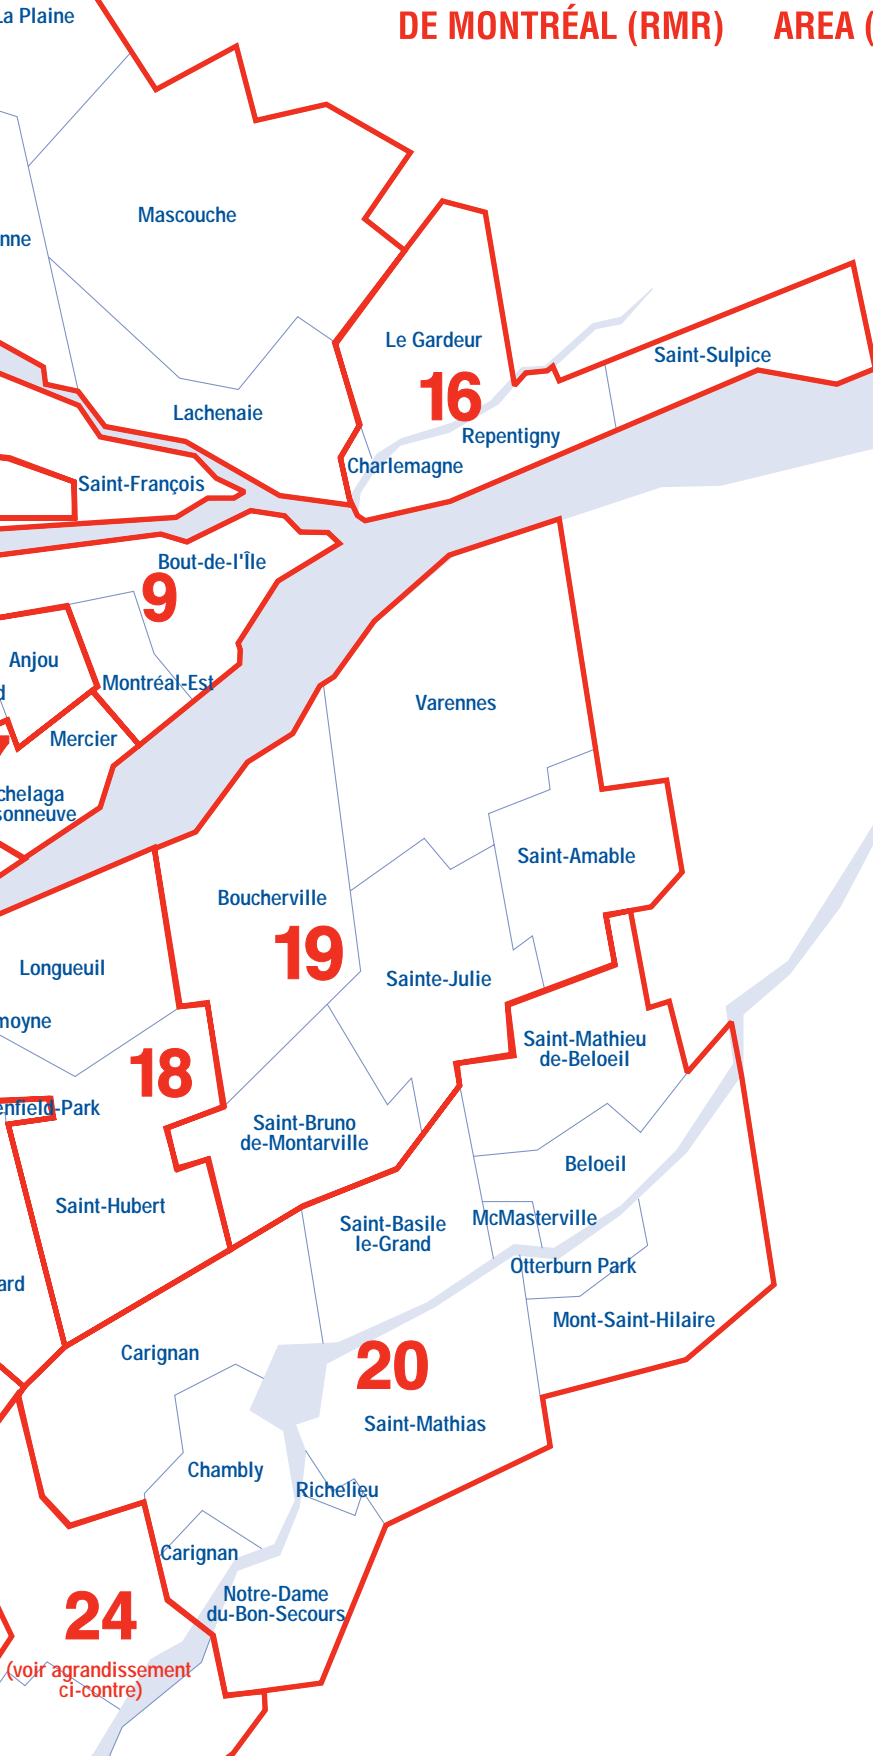 La Plaine
DE MONTRÉAL (RMR) AREA (
Mascouche
nne
Le Gardeur
Saint-Sulpice
16
Lachenaie
Repentigny
Charlemagne
Saint-François
Bout-de-l'Île
9
Anjou
d
Montréal-Est
Varennes
Mercier
chelaga
sonneuve
Saint-Amable
Boucherville
19
Longueuil
Sainte-Julie
moyne
Saint-Mathieu
de-Beloeil
18
enfield-Park
Saint-Bruno
de-Montarville
Beloeil
Saint-Hubert
McMasterville
Saint-Basile
le-Grand
Otterburn Park
ard
Mont-Saint-Hilaire
Carignan
20
Saint-Mathias
Chambly
Richelieu
Carignan
Notre-Dame
du-Bon-Secours
24
(voir agrandissement
ci-contre)